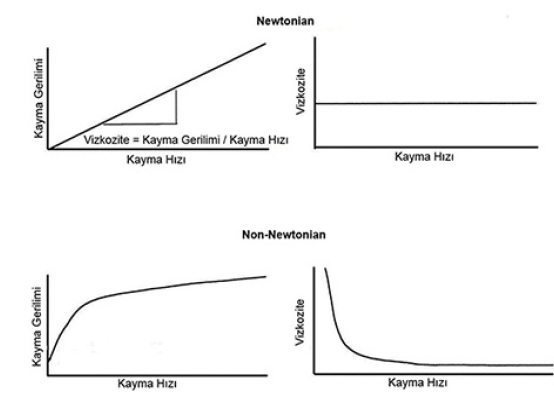 Newtonian
Kayma Gerilimi
Vizkozite = Kayma Gerilimi / Kayma Hızı
Kayma Hızı
Vizkozite
Kayma Hızı
Non-Newtonian
Kayma Gerilimi
Kayma Hızı
Vizkozite
Kayma Hızı